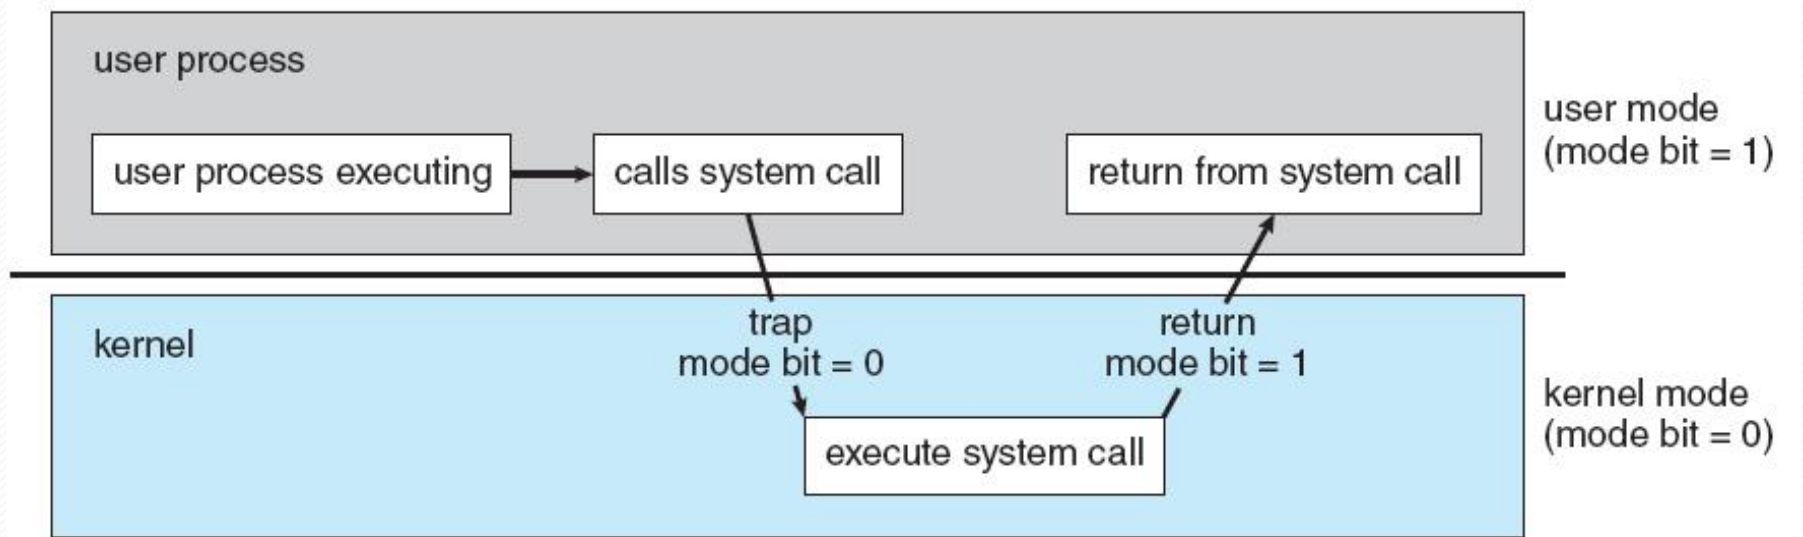 user process
user mode
(mode bit = 1)
user process executing
calls system call
return from system call
kernel
trap
mode bit = 0
return
mode bit = 1
kernel mode
(mode bit = 0)
execute system call